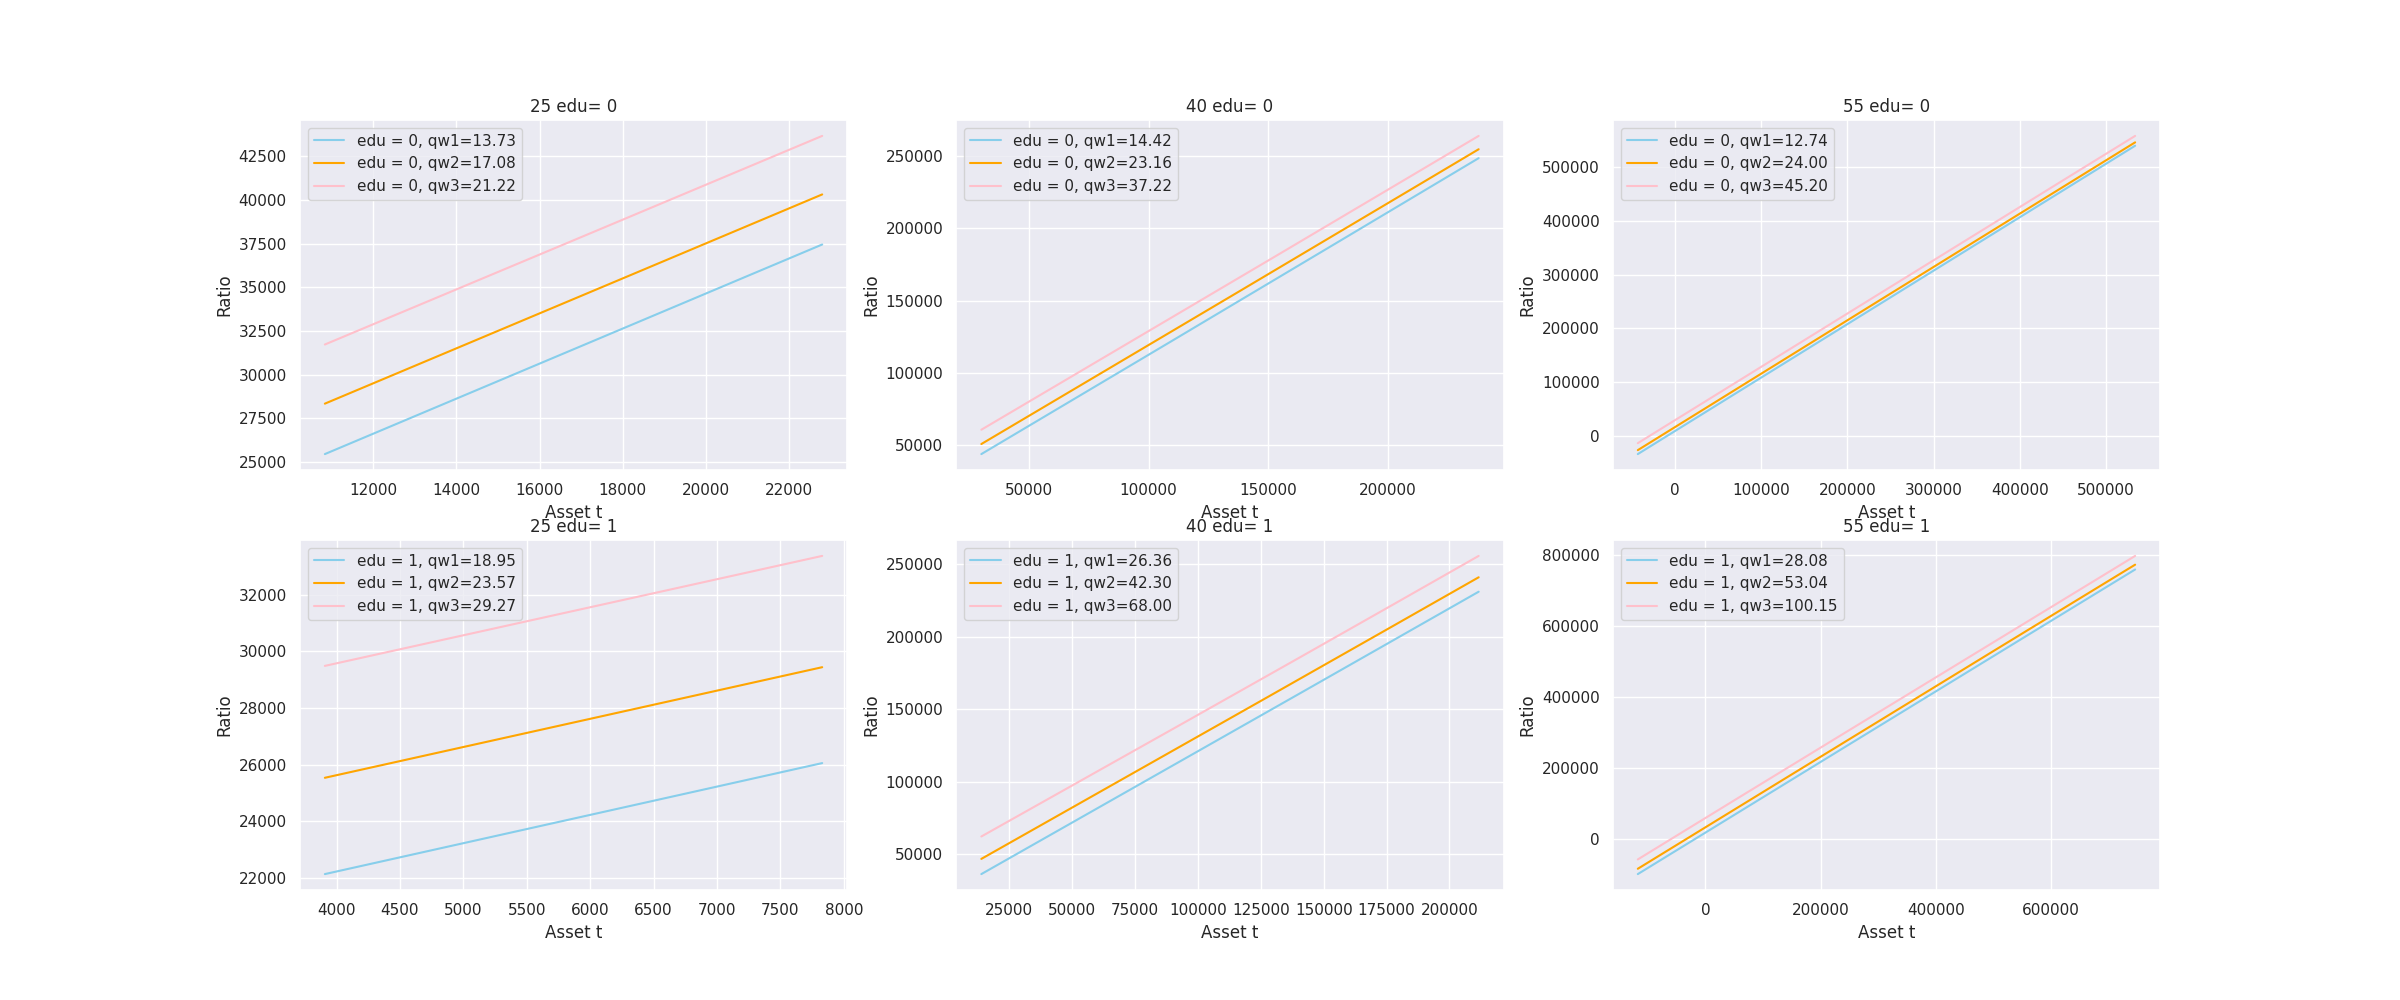 25 edu= 0
edu = 0, qw1=13.73
edu = 0, qw2=17.08
edu = 0, qw3=21.22
Ratio
42500
40000
37500
35000
32500
30000
27500
25000
12000 14000 16000 18000 20000 22000
Asset t
40 edu= 0
edu = 0, qw1=14.42
edu = 0, qw2=23.16
edu = 0, qw3=37.22
Ratio
250000
200000
150000
100000
50000
50000 100000 150000 200000
Asset t
55 edu= 0
edu = 0, qw1=12.74
edu = 0, qw2=24.00
edu = 0, qw3=45.20
Ratio
500000
400000
300000
200000
100000
0
0 100000 200000 300000 400000 500000
Asset t
25 edu= 1
edu = 1, qw1=18.95
edu = 1, qw2=23.57
edu = 1, qw3=29.27
Ratio
32000
30000
28000
26000
24000
22000
4000 4500 5000 5500 6000 6500 7000 7500 8000
Asset t
40 edu= 1
edu = 1, qw1=26.36
edu = 1, qw2=42.30
edu = 1, qw3=68.00
Ratio
250000
200000
150000
100000
50000
25000 50000 75000 100000 125000 150000 175000 200000
Asset t
55 edu= 1
edu = 1, qw1=28.08
edu = 1, qw2=53.04
edu = 1, qw3=100.15
Ratio
800000
600000
400000
200000
0
0 200000 400000 600000
Asset t